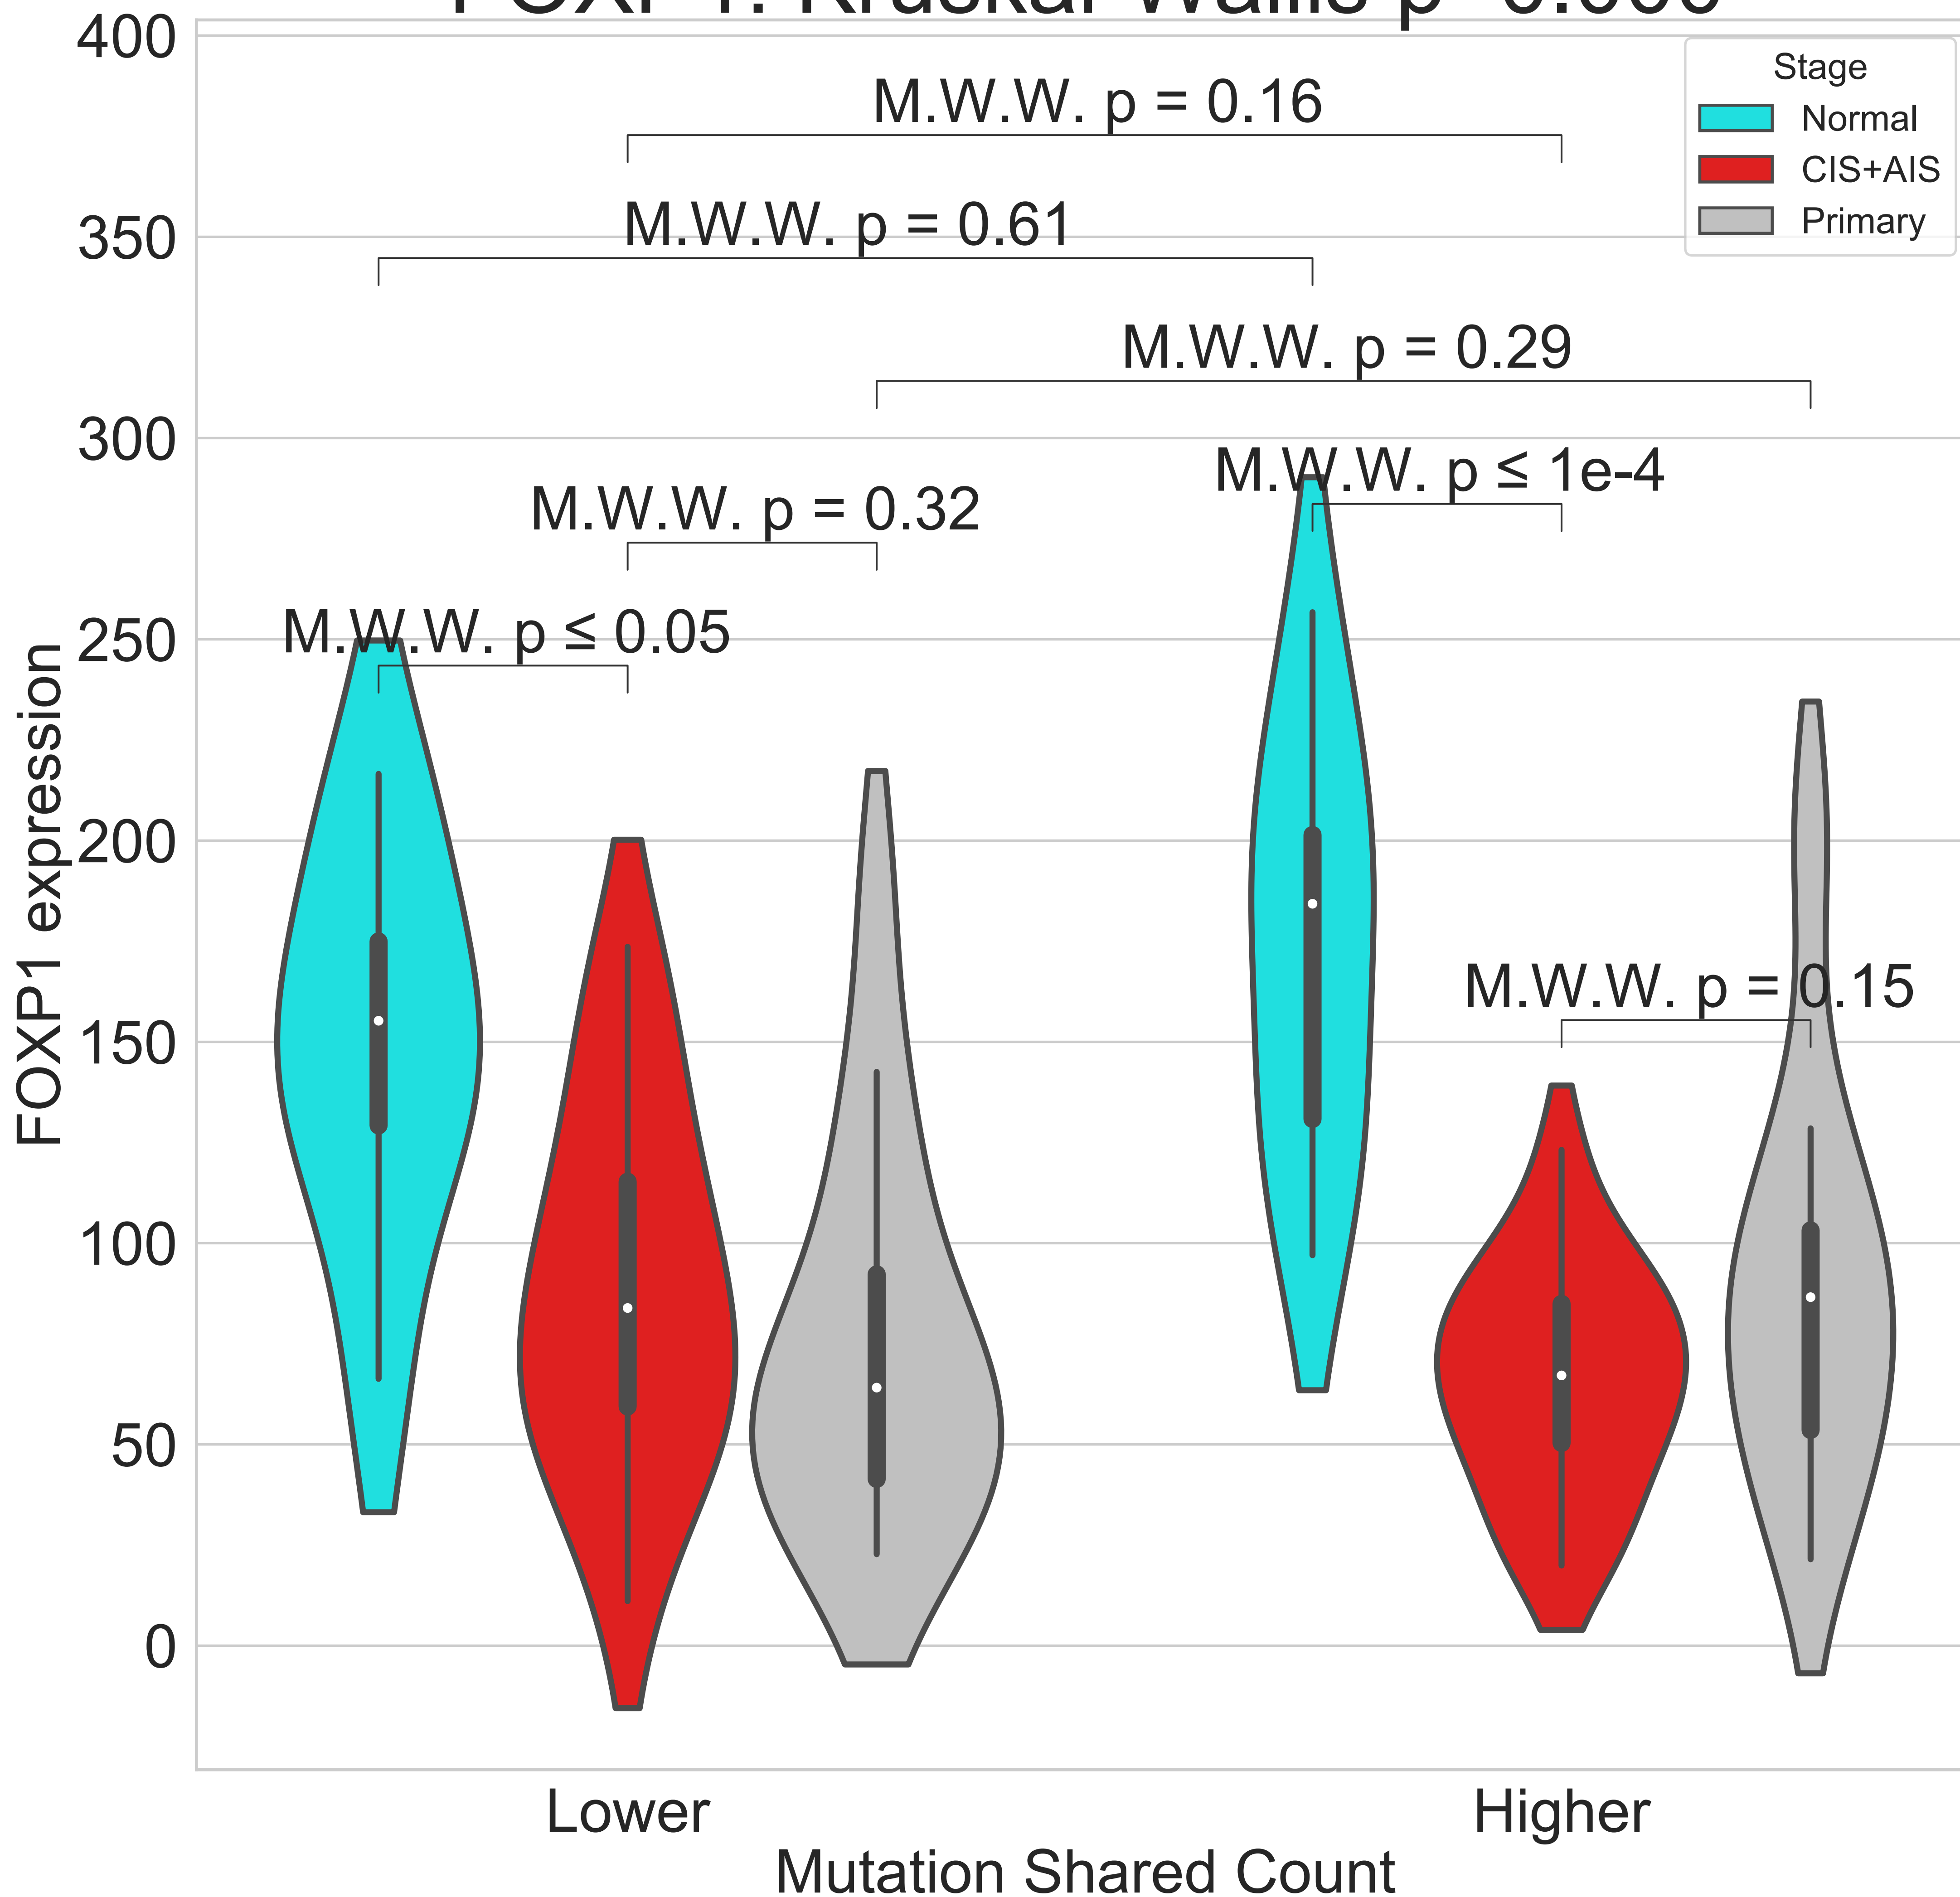 400
350
300
250
200
150
100
50
0
FOXP1 expression
M.W.W. p = 0.16
M.W.W. p = 0.61
M.W.W. p = 0.29
M.W.W. p ≤ 1e-4
M.W.W. p = 0.32
M.W.W. p ≤ 0.05
M.W.W. p = 0.15
Stage
Normal
CIS+AIS
Primary
Lower
Higher
Mutation Shared Count